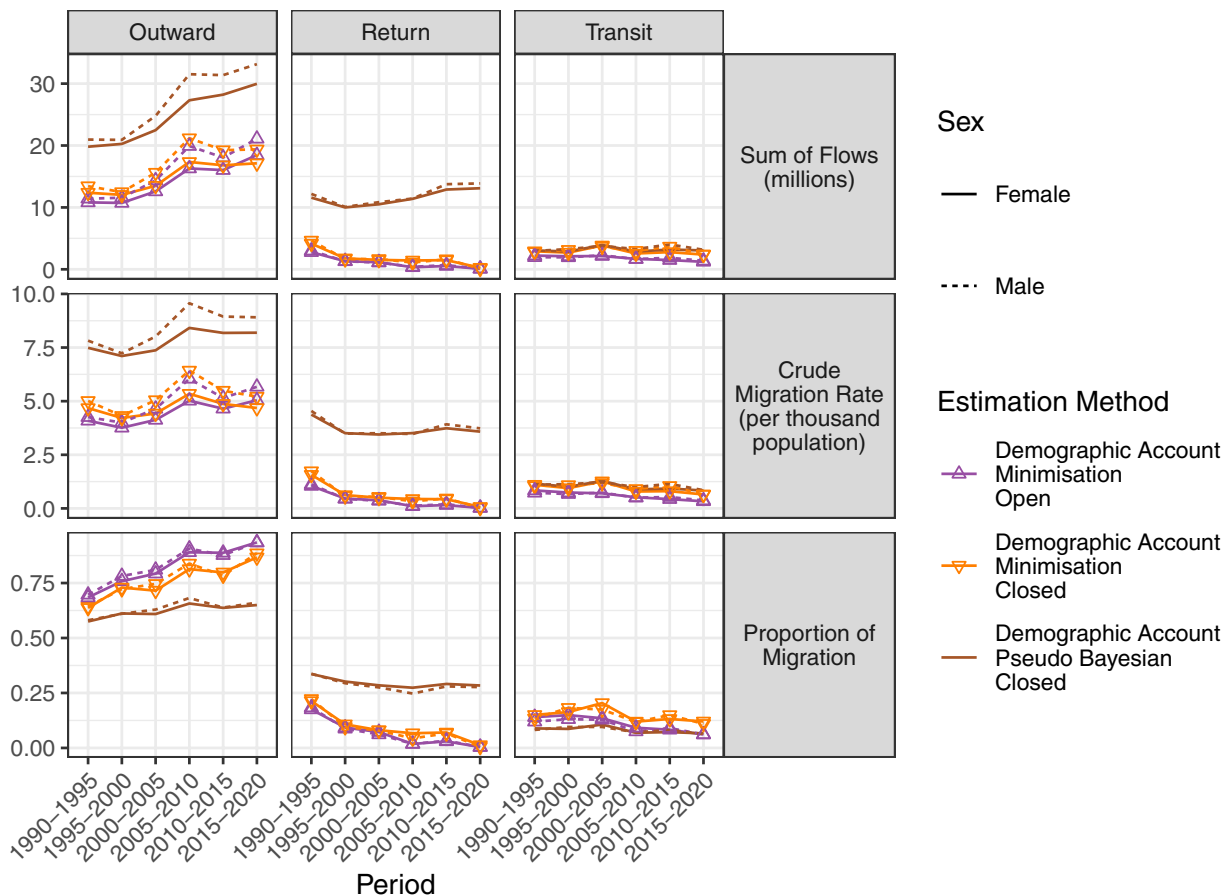 Outward
Return
Transit
30
20
10
0
Sum of Flows
(millions)
10.0
7.5
5.0
2.5
0.0
Crude
Migration Rate
(per thousand
population)
0.75
0.50
0.25
0.00
Proportion of
Migration
1990–1995
1995–2000
2000–2005
2005–2010
2010–2015
2015–2020
1990–1995
1995–2000
2000–2005
2005–2010
2010–2015
2015–2020
1990–1995
1995–2000
2000–2005
2005–2010
2010–2015
2015–2020
Period
Sex
Female
Male
Estimation Method
Demographic Account
Minimisation
Open
Demographic Account
Minimisation
Closed
Demographic Account
Pseudo Bayesian
Closed